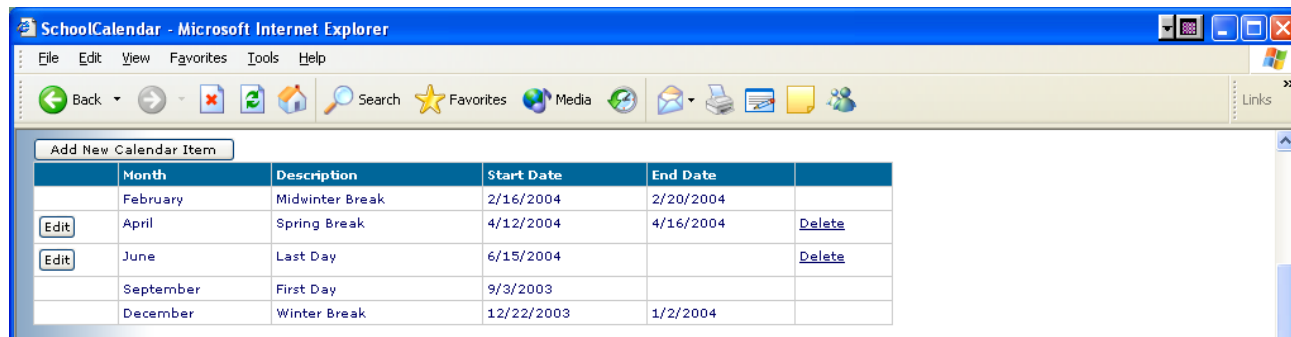 SchoolCalendar - Microsoft Internet Explorer
File Edit View Favorites Tools Help
Back Search Favorites Media Links »
Add New Calendar Item
Month Description Start Date End Date
February Midwinter Break 2/16/2004 2/20/2004
Edit April Spring Break 4/12/2004 4/16/2004 Delete
Edit June Last Day 6/15/2004 Delete
September First Day 9/3/2003
December Winter Break 12/22/2003 1/2/2004